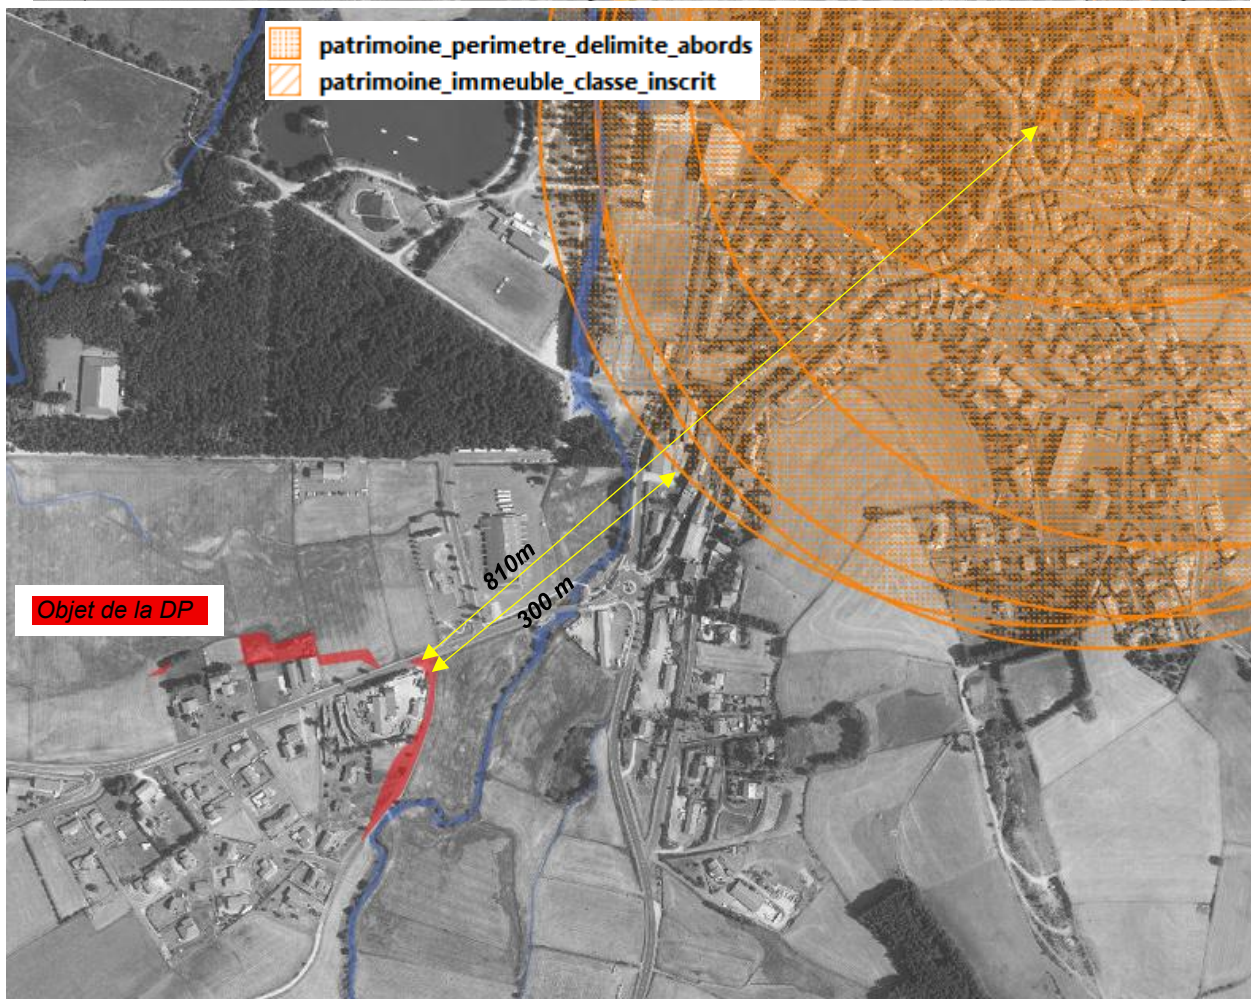 patrimoine_perimetre_delimite_abords
patrimoine_immeuble_classe_inscrit
810m
300 m
Objet de la DP